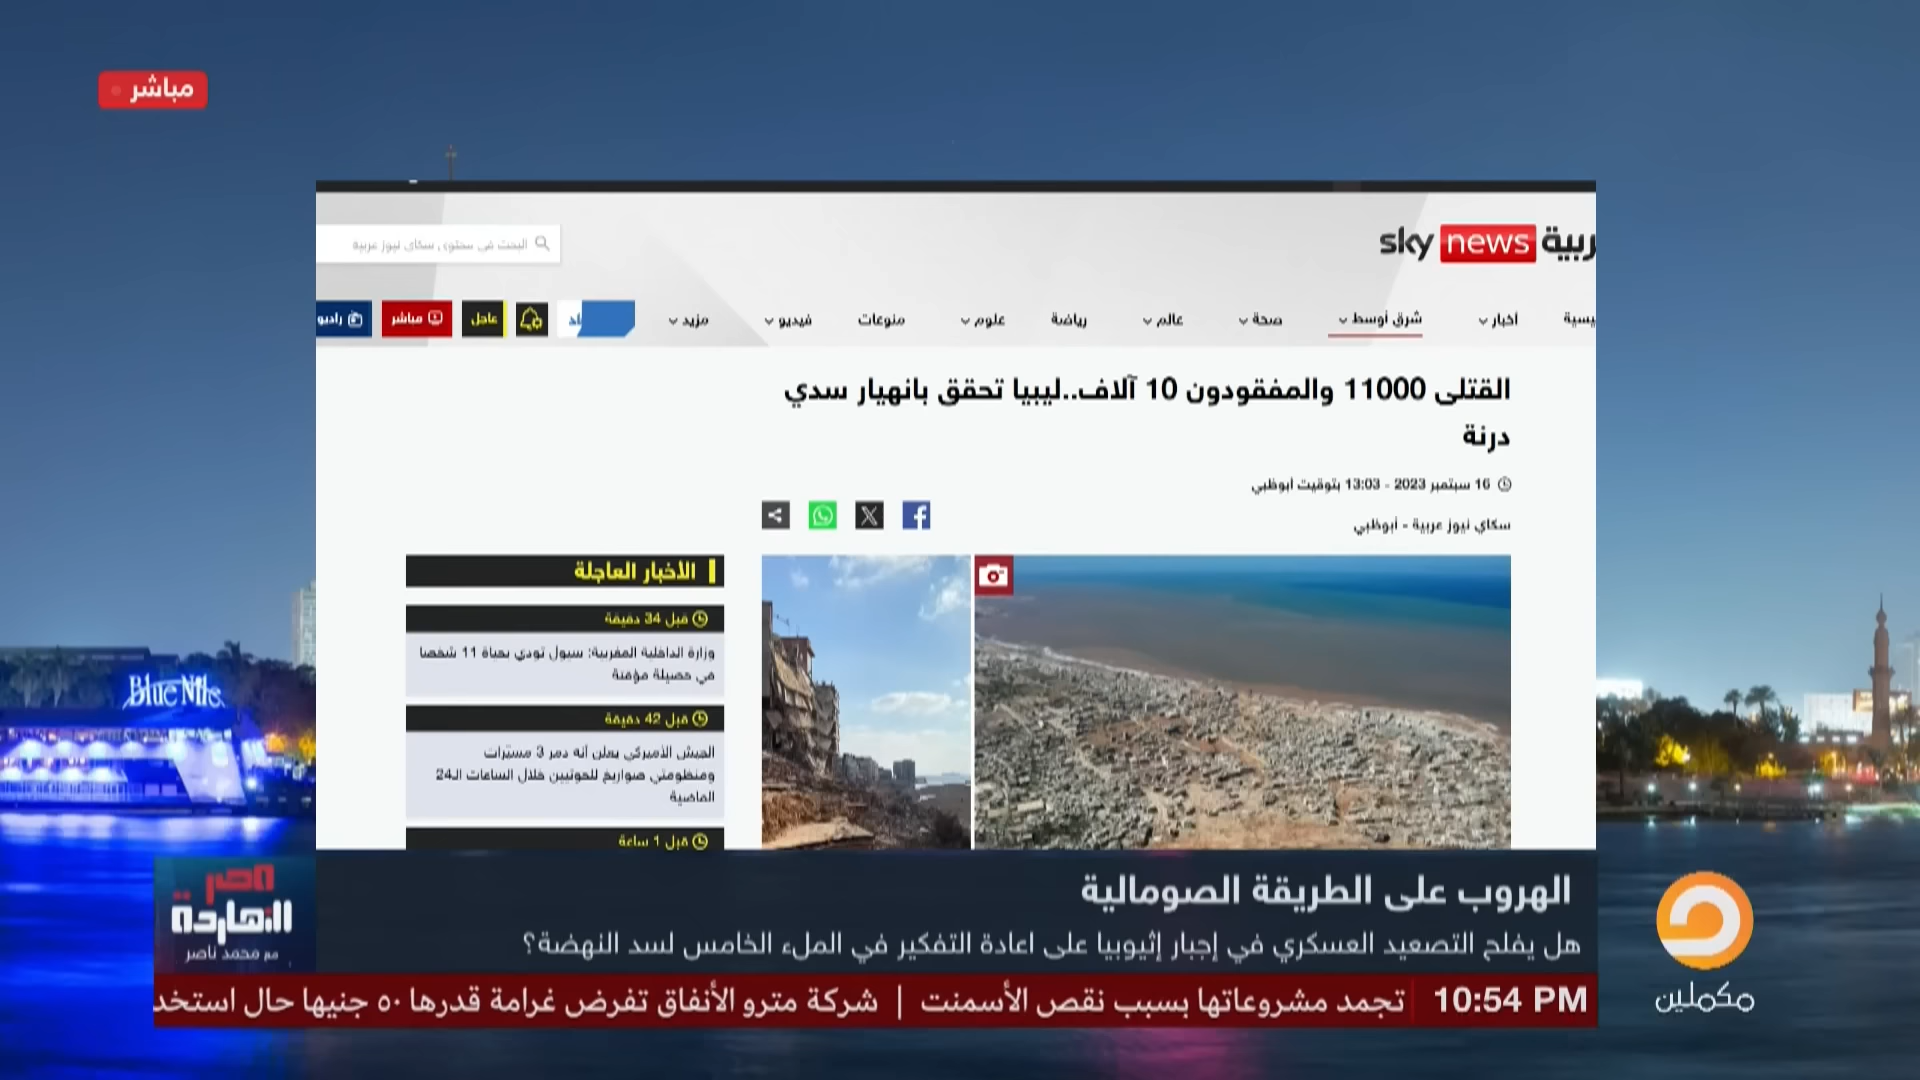 مباشر
البحث في محتوى سكاي نيوز عربية
sky news ربية
يسية
أخبار
شرق أوسط
صحة
عالم
رياضة
علوم
منوعات
فيديو
مزيد
عاجل
مباشر
راديو
القتلى 11000 والمفقودون 10 آلاف..ليبيا تحقق بانهيار سدي
درنة
16 سبتمبر 2023 - 13:03 بتوقيت أبوظبي
سكاي نيوز عربية - أبوظبي
الأخبار العاجلة
قبل 34 دقيقة
وزارة الداخلية المغربية: سيول تودي بحياة 11 شخصا
في حصيلة مؤقتة
قبل 42 دقيقة
الجيش الأميركي يعلن أنه دمر 3 مسيّرات
ومنظومتي صواريخ للحوثيين خلال الساعات الـ24
الماضية
قبل 1 ساعة
Blue Nile
مصر
النهاردة
مع محمد ناصر
الهروب على الطريقة الصومالية
هل يفلح التصعيد العسكري في إجبار إثيوبيا على اعادة التفكير في الملء الخامس لسد النهضة؟
10:54 PM
تجمد مشروعاتها بسبب نقص الأسمنت | شركة مترو الأنفاق تفرض غرامة قدرها ٥٠ جنيها حال استخد
مكملين